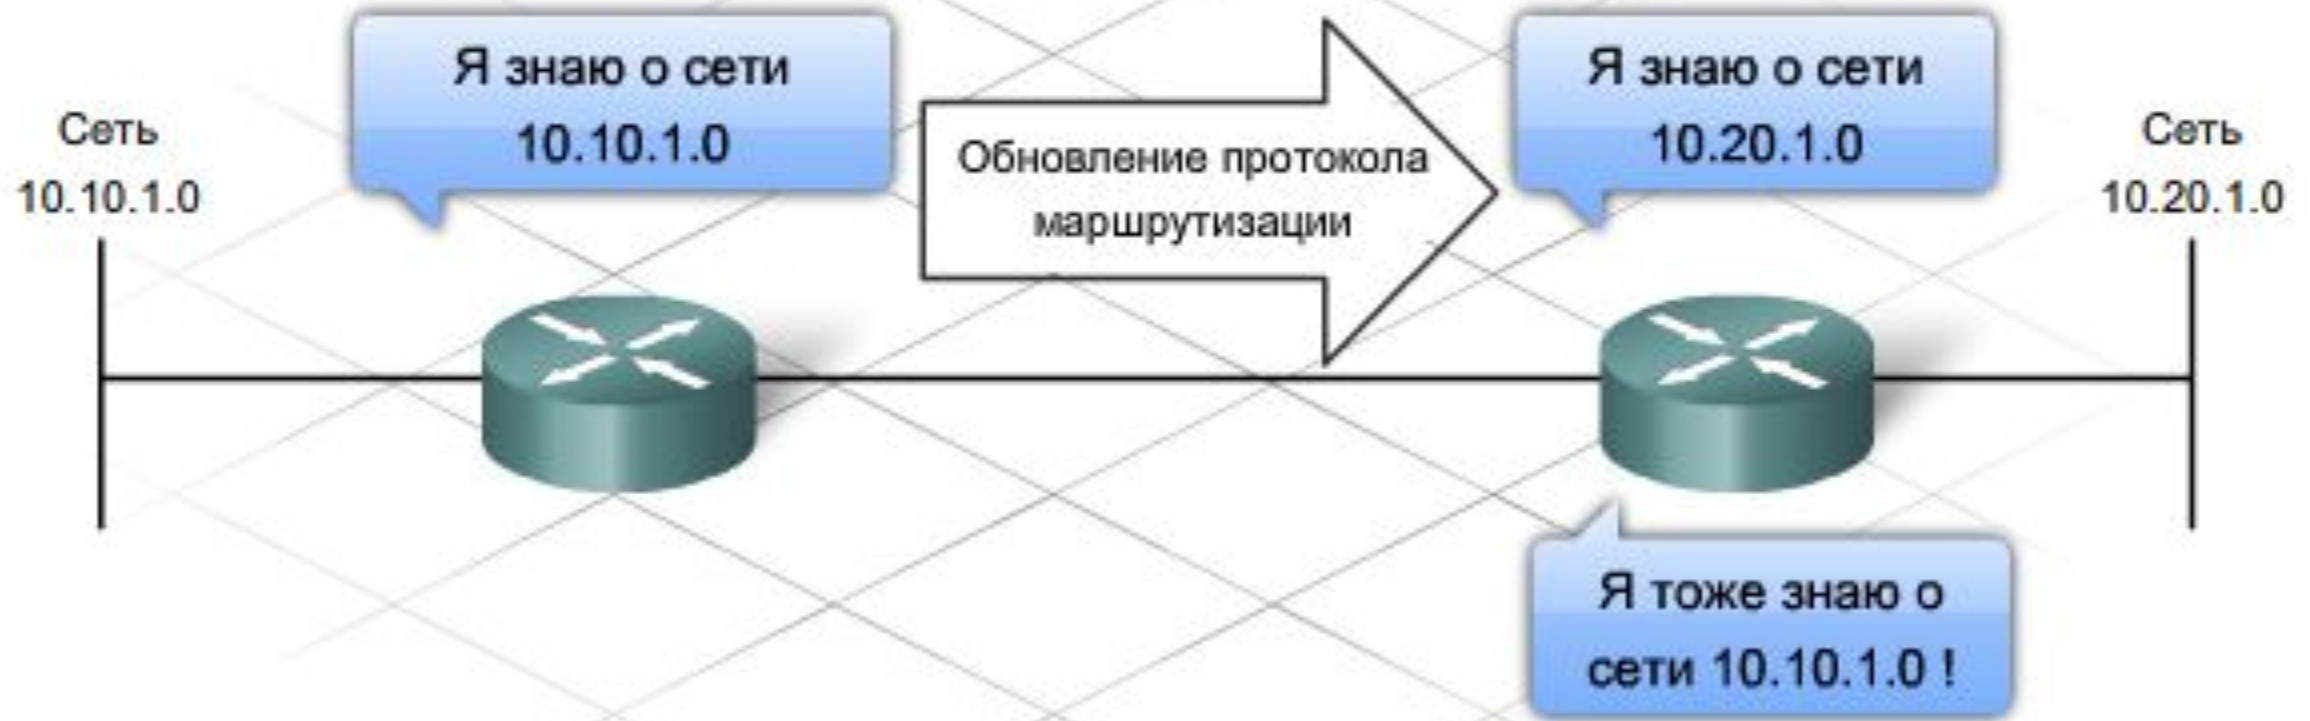 Сеть
10.10.1.0
Я знаю о сети
10.10.1.0
Обновление протокола
маршрутизации
Я знаю о сети
10.20.1.0
Сеть
10.20.1.0
Я тоже знаю о
сети 10.10.1.0 !